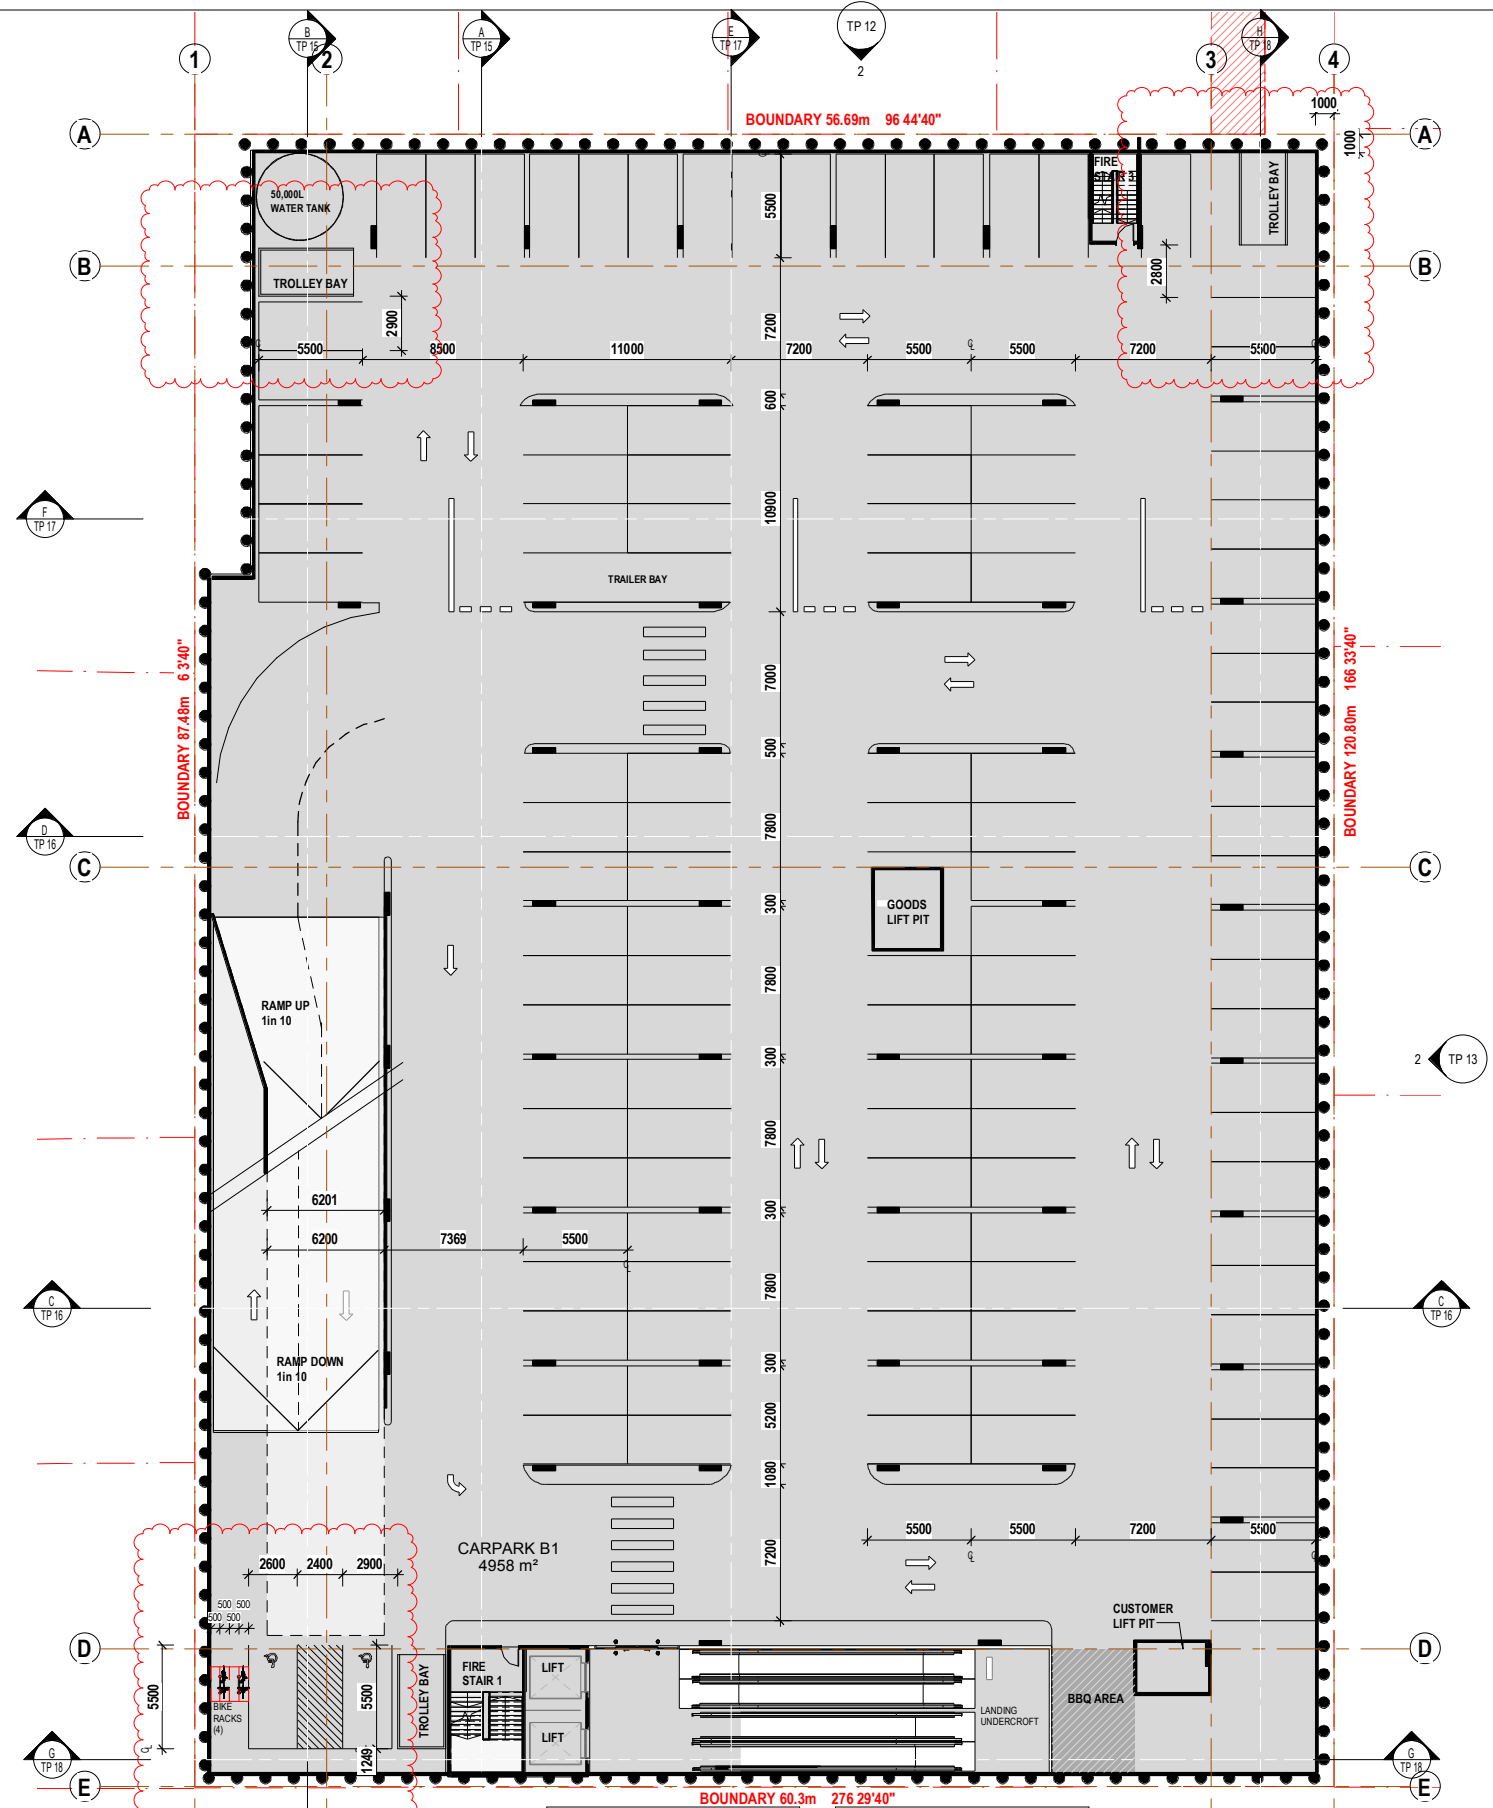 B
TP 15
A
TP 15
E
TP 17
TP 12
2
H
TP 18
1
2
3
4
1000
BOUNDARY 56.69m 96 44'40"
A
A
1000
50,000L
WATER TANK
FIRE
TROLLEY BAY
5500
B
B
TROLLEY BAY
2800
2900
7200
5500
8500
11000
7200
5500
5500
7200
5500
600
F
TP 17
10900
TRAILER BAY
BOUNDARY 87.48m 6 3'40"
7000
BOUNDARY 120.80m 166 33'40"
500
D
TP 16
7800
C
C
300
GOODS
LIFT PIT
7800
RAMP UP
1in 10
300
2
TP 13
7800
6201
300
6200
7369
5500
C
TP 16
7800
C
TP 16
RAMP DOWN
1in 10
300
5200
1080
CARPARK B1
4958 m²
7200
5500
5500
7200
5500
2600
2400
2900
500 500
500 500
CUSTOMER
LIFT PIT
D
D
5500
BIKE
RACKS
(4)
5500
1249
TROLLEY BAY
FIRE
STAIR 1
LIFT
LIFT
LANDING
UNDERCROFT
BBQ AREA
G
TP 18
G
TP 18
E
E
BOUNDARY 60.3m 276 29'40"